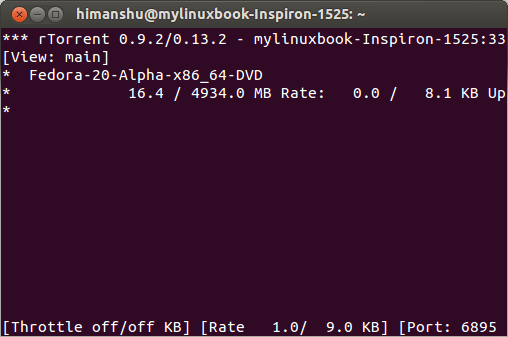 himanshu@mylinuxbook-Inspiron-1525: ~
*** rTorrent 0.9.2/0.13.2 - mylinuxbook-Inspiron-1525:33
[View: main]
*  Fedora-20-Alpha-x86_64-DVD
*             16.4 / 4934.0 MB Rate:   0.0 /   8.1 KB Up
*
[Throttle off/off KB] [Rate   1.0/  9.0 KB] [Port: 6895